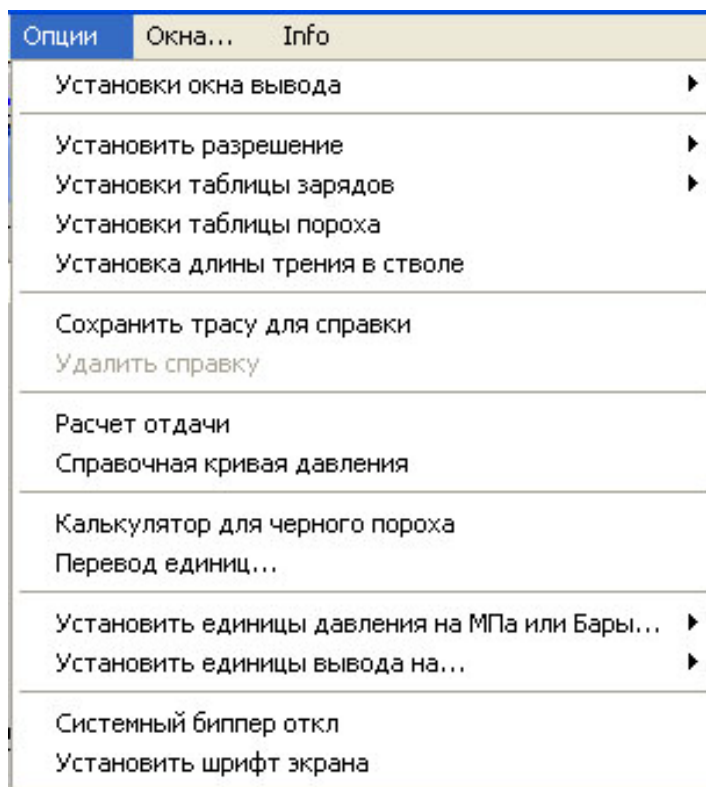 Опции Окна... Info
Установки окна вывода
Установить разрешение
Установки таблицы зарядов
Установки таблицы пороха
Установка длины трения в стволе
Сохранить трасу для справки
Удалить справку
Расчет отдачи
Справочная кривая давления
Калькулятор для черного пороха
Перевод единиц...
Установить единицы давления на МПа или Бары...
Установить единицы вывода на...
Системный биппер откл
Установить шрифт экрана